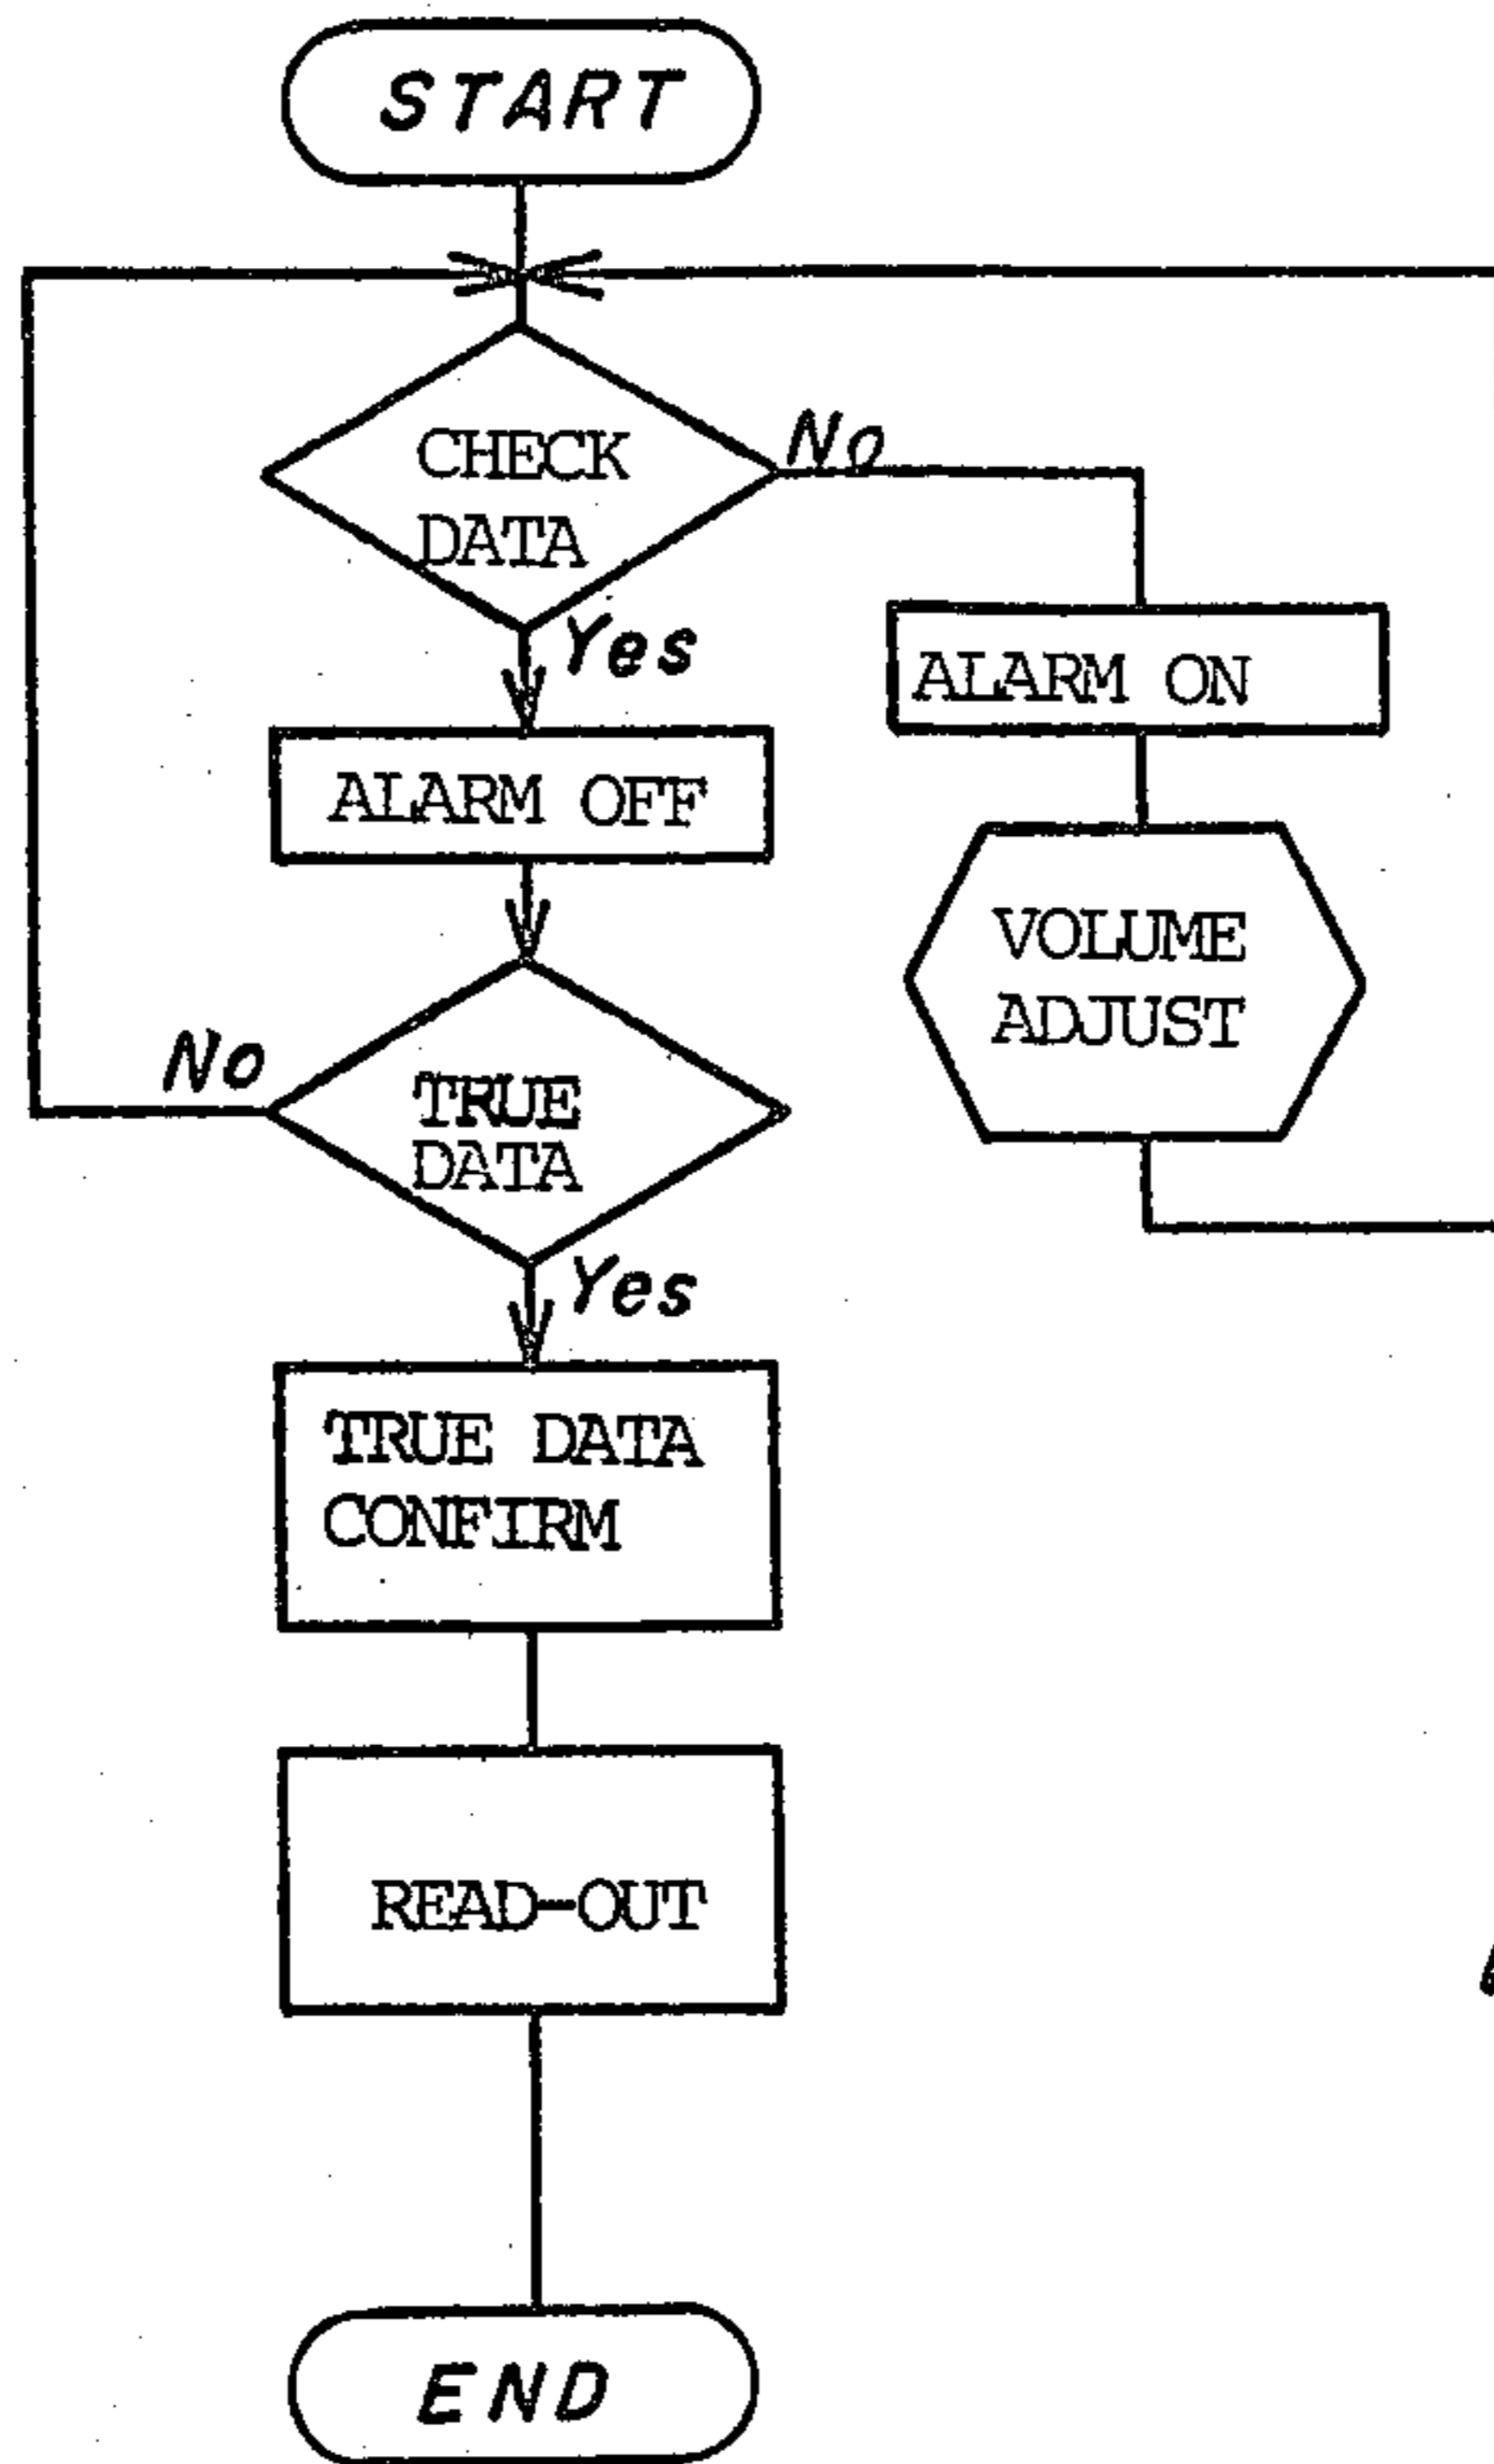 START
CHECK
DATA
No
Yes
ALARM ON
ALARM OFF
VOLUME
ADJUST
No
TRUE
DATA
Yes
TRUE DATA
CONFIRM
READ-OUT
END